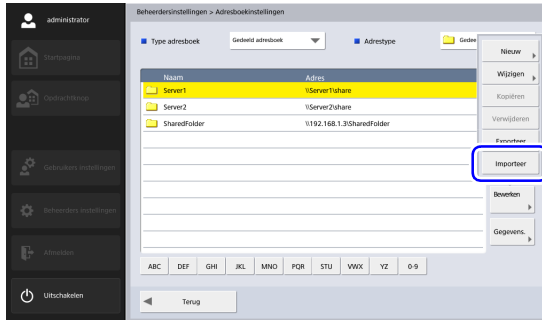 administrator
Startpagina
Opdrachtknop
Gebruikers instellingen
Beheerders instellingen
Afmelden
Uitschakelen
Beheerdersinstellingen > Adresboekinstellingen
Type adresboek
Gedeeld adresboek
Adrestype
Gedee
Naam Adres
Server1 \\Server1\share
Server2 \\Server2\share
SharedFolder \\192.168.1.3\SharedFolder
Nieuw
Wijzigen
Kopiëren
Verwijderen
Exporteer
Importeer
Bewerken
Gegevens.
ABC DEF GHI JKL MNO PQR STU VWX YZ 0-9
Terug